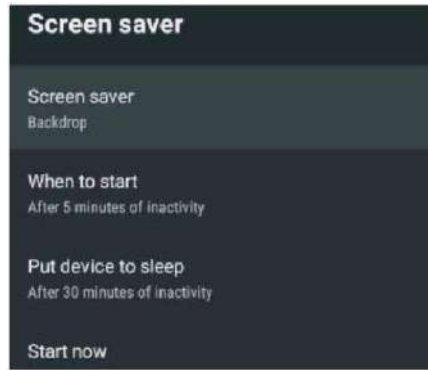 Screen saver
Screen saver
Backdrop
When to start
After 5 minutes of inactivity
Put device to sleep
After 30 minutes of inactivity
Start now